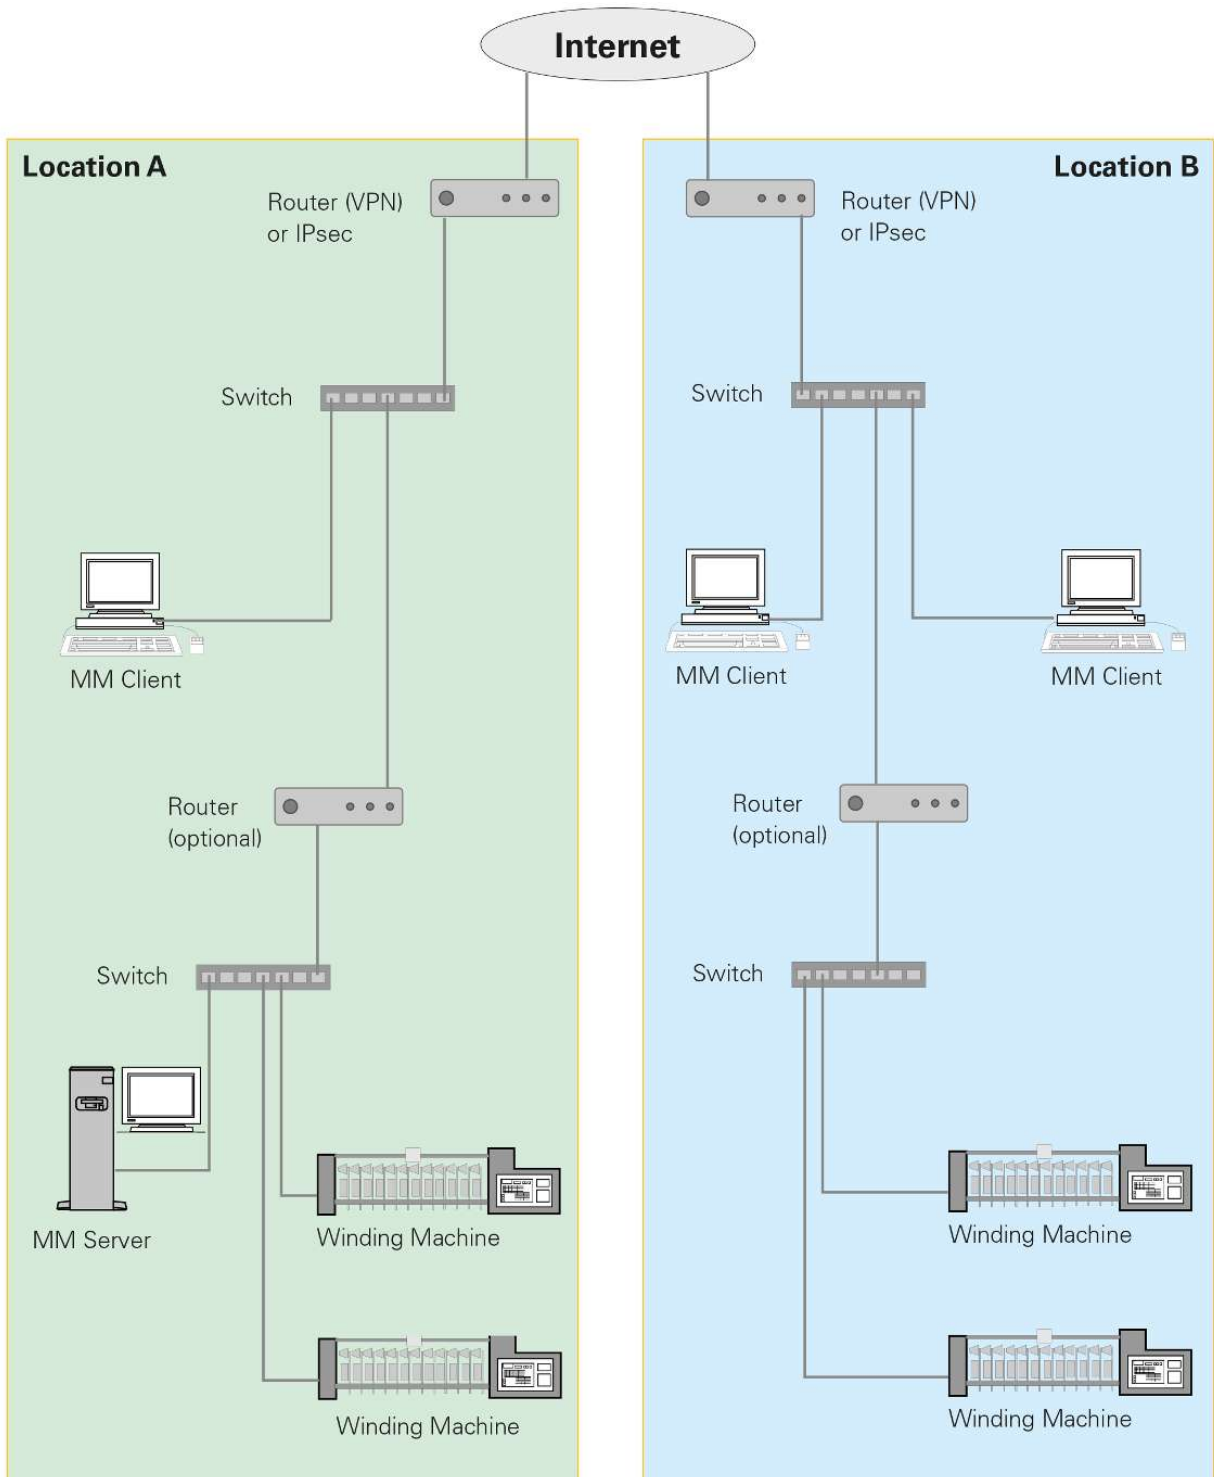 Internet
Location A
Router (VPN)
or IPsec
Switch
MM Client
Router
(optional)
Switch
MM Server
Winding Machine
Winding Machine
Location B
Router (VPN)
or IPsec
Switch
MM Client
MM Client
Router
(optional)
Switch
Winding Machine
Winding Machine